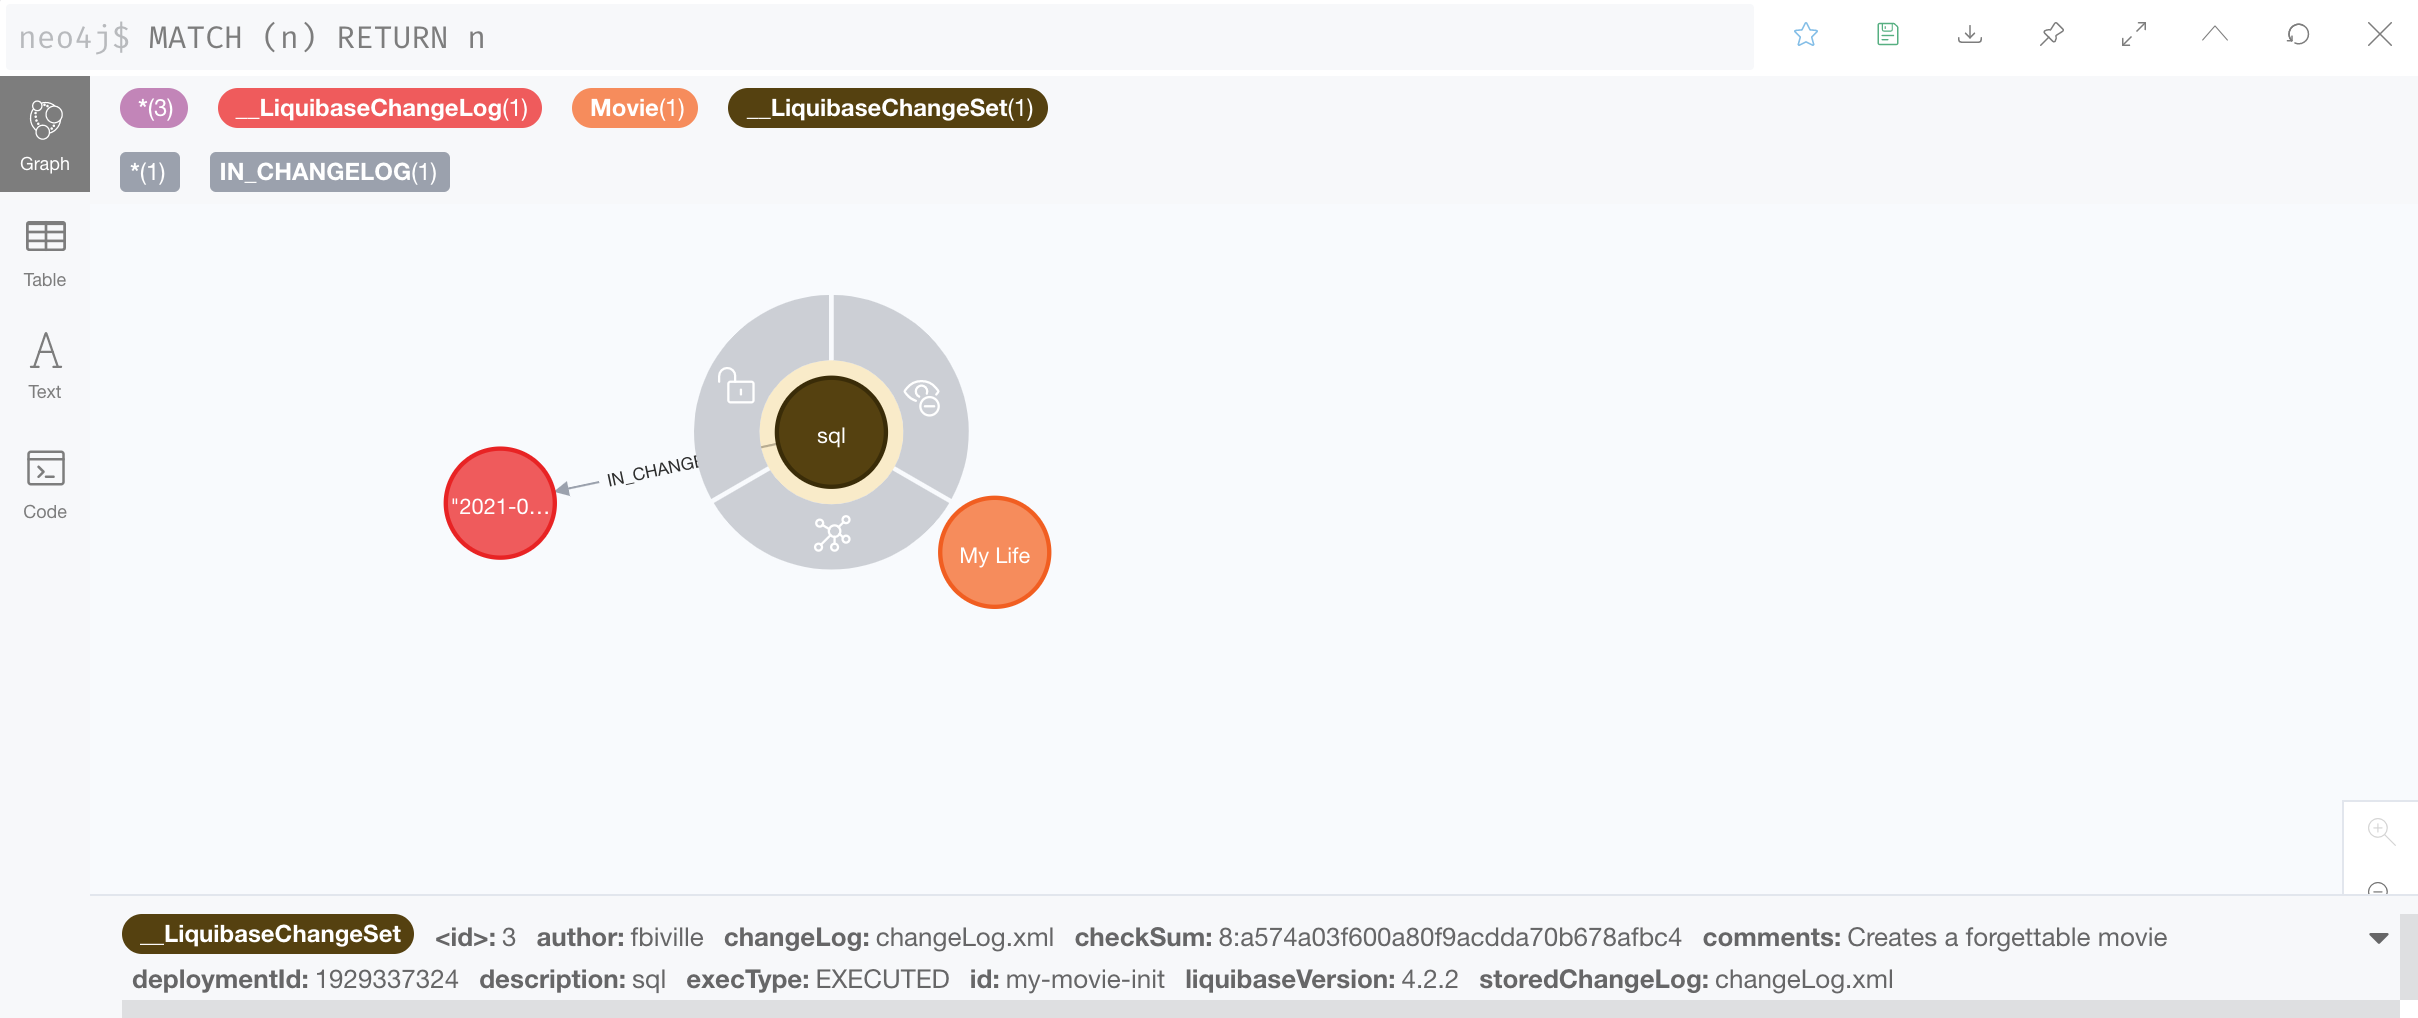 neo4j$ MATCH (n) RETURN n
*(3) __LiquibaseChangeLog(1) Movie(1) __LiquibaseChangeSet(1)
*(1) IN_CHANGELOG(1)
Graph
Table
Text
Code
sql
IN_CHANGE
"2021-0...
My Life
__LiquibaseChangeSet <id>: 3 author: fbiville changeLog: changeLog.xml checkSum: 8:a574a03f600a80f9acdda70b678afbc4 comments: Creates a forgettable movie
deploymentId: 1929337324 description: sql execType: EXECUTED id: my-movie-init liquibaseVersion: 4.2.2 storedChangeLog: changeLog.xml